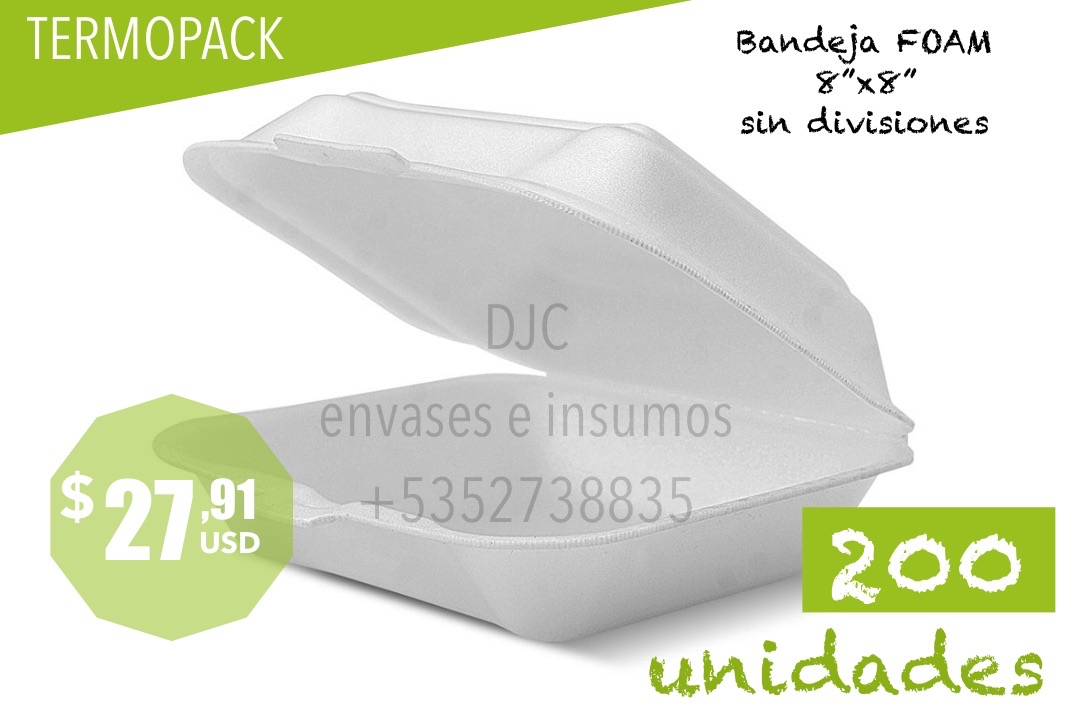 TERMOPACK
Bandeja FOAM
8"x8"
sin divisiones
DJC
envases e insumos
+5352738835
$ 27,91
USD
200
unidades